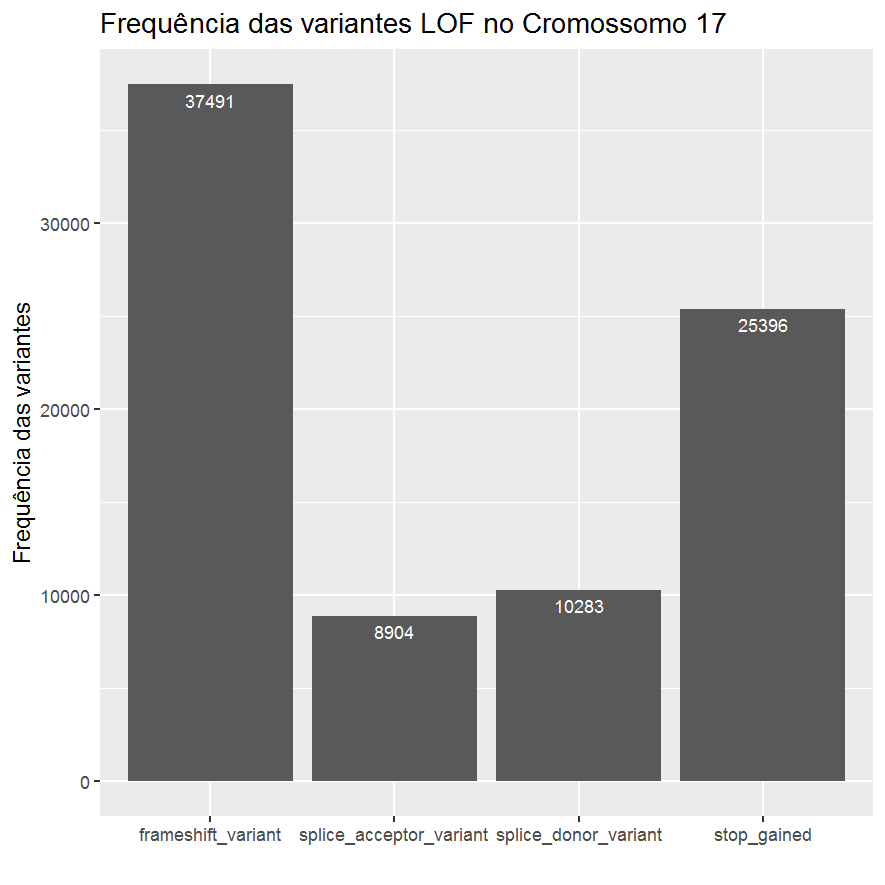 Frequência das variantes LOF no Cromossomo 17
Frequência das variantes
30000
20000
10000
0
37491
8904
10283
25396
frameshift_variant
splice_acceptor_variant
splice_donor_variant
stop_gained